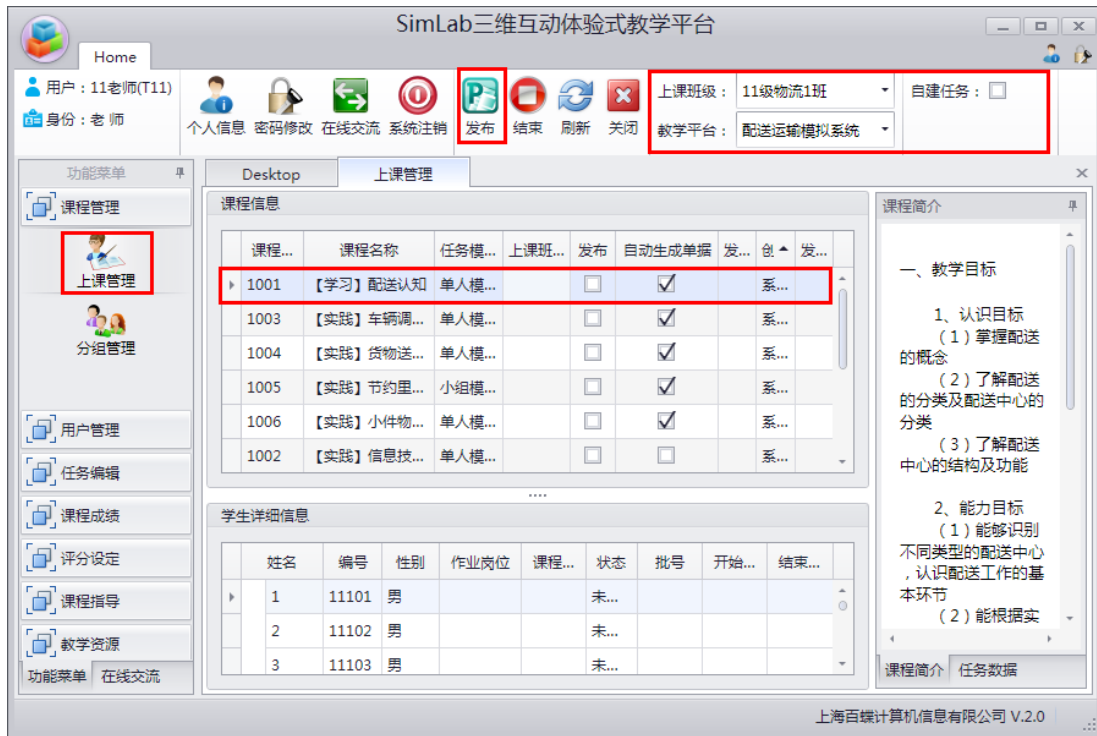 SimLab三维互动体验式教学平台
Home
用户：11老师(T11)
身份：老 师
个人信息 密码修改 在线交流 系统注销 发布 结束 刷新 关闭
上课班级： 11级物流1班 自建任务：
教学平台： 配送运输模拟系统
功能菜单
课程管理
上课管理
分组管理
用户管理
任务编辑
课程成绩
评分设定
课程指导
教学资源
功能菜单 在线交流
Desktop 上课管理
课程信息
课程... 课程名称 任务模... 上课班... 发布 自动生成单据 发... 创 发...
1001 【学习】配送认知 单人模... 系...
1003 【实践】车辆调... 单人模... 系...
1004 【实践】货物送... 单人模... 系...
1005 【实践】节约里... 小组模... 系...
1006 【实践】小件物... 单人模... 系...
1002 【实践】信息技... 单人模... 系...
学生详细信息
姓名 编号 性别 作业岗位 课程... 状态 批号 开始... 结束...
1 11101 男 未...
2 11102 男 未...
3 11103 男 未...
课程简介
一、教学目标
1、认识目标
（1）掌握配送
的概念
（2）了解配送
的分类及配送中心的
分类
（3）了解配送
中心的结构及功能
2、能力目标
（1）能够识别
不同类型的配送中心
，认识配送工作的基
本环节
（2）能根据实
课程简介 任务数据
上海百蝶计算机信息有限公司 V.2.0